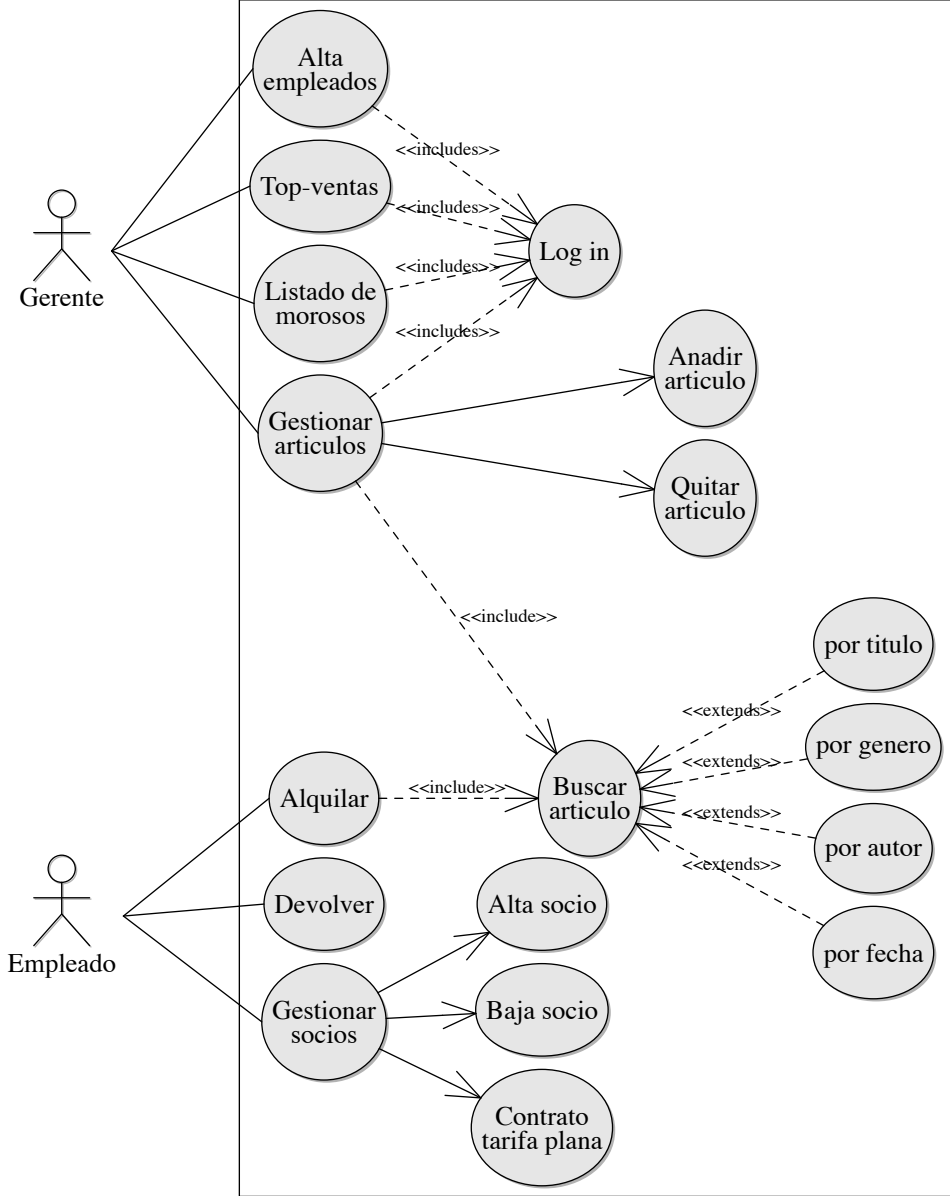 Alta
empleados
<<includes>>
Top-ventas
<<includes>>
Log in
Gerente
Listado de
morosos
<<includes>>
<<includes>>
Anadir
articulo
Gestionar
articulos
Quitar
articulo
<<include>>
por titulo
<<extends>>
por genero
<<extends>>
Alquilar
<<include>>
Buscar
articulo
<<extends>>
por autor
<<extends>>
Empleado
Devolver
Alta socio
por fecha
Gestionar
socios
Baja socio
Contrato
tarifa plana